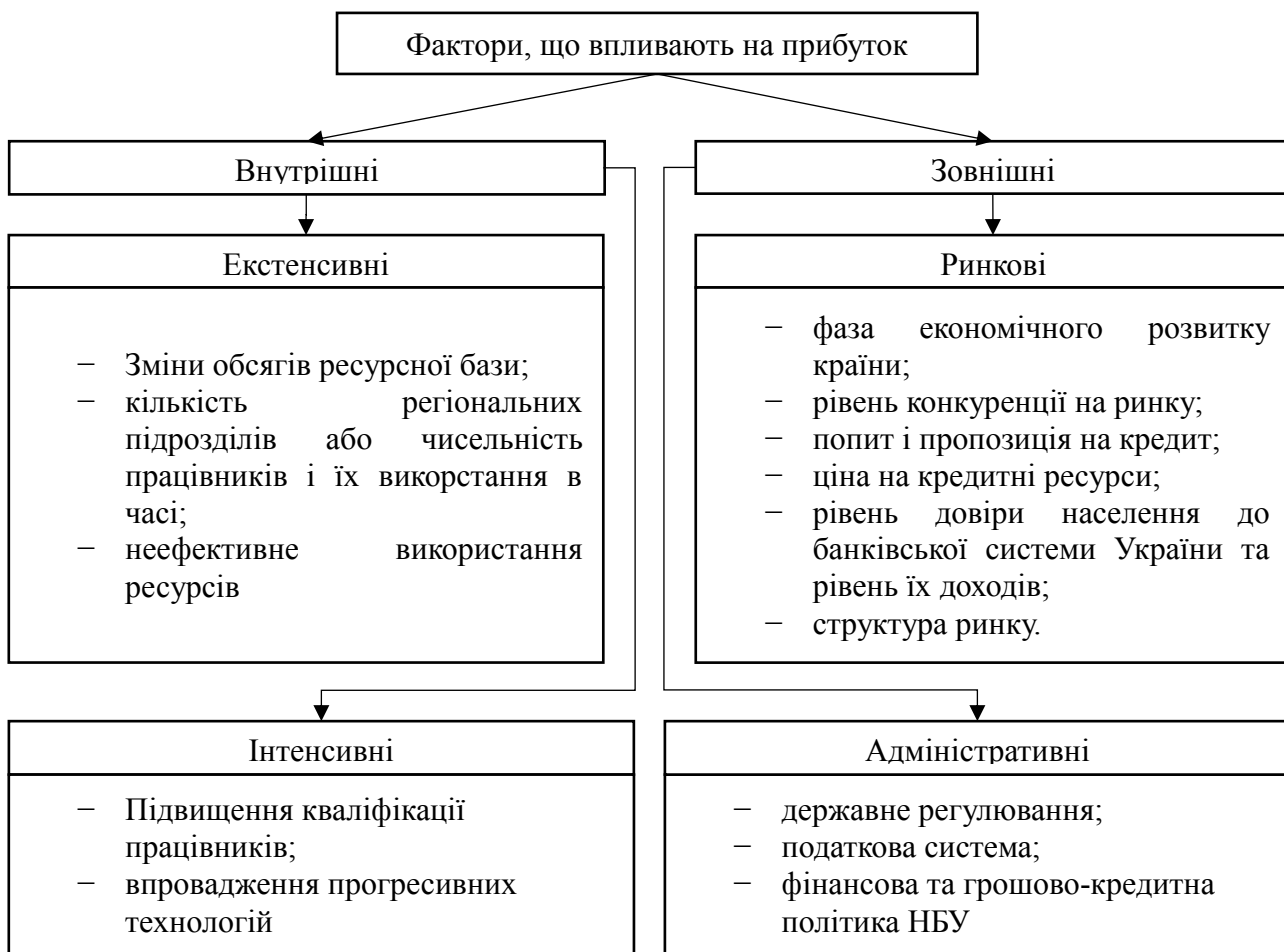 Фактори, що впливають на прибуток
Внутрішні
Зовнішні
Екстенсивні
− Зміни обсягів ресурсної бази;
− кількість регіональних
підрозділів або чисельність
працівників і їх викорстання в
часі;
− неефективне використання
ресурсів
Ринкові
− фаза економічного розвитку
країни;
− рівень конкуренції на ринку;
− попит і пропозиція на кредит;
− ціна на кредитні ресурси;
− рівень довіри населення до
банківської системи України та
рівень їх доходів;
− структура ринку.
Інтенсивні
− Підвищення кваліфікації
працівників;
− впровадження прогресивних
технологій
Адміністративні
− державне регулювання;
− податкова система;
− фінансова та грошово-кредитна
політика НБУ